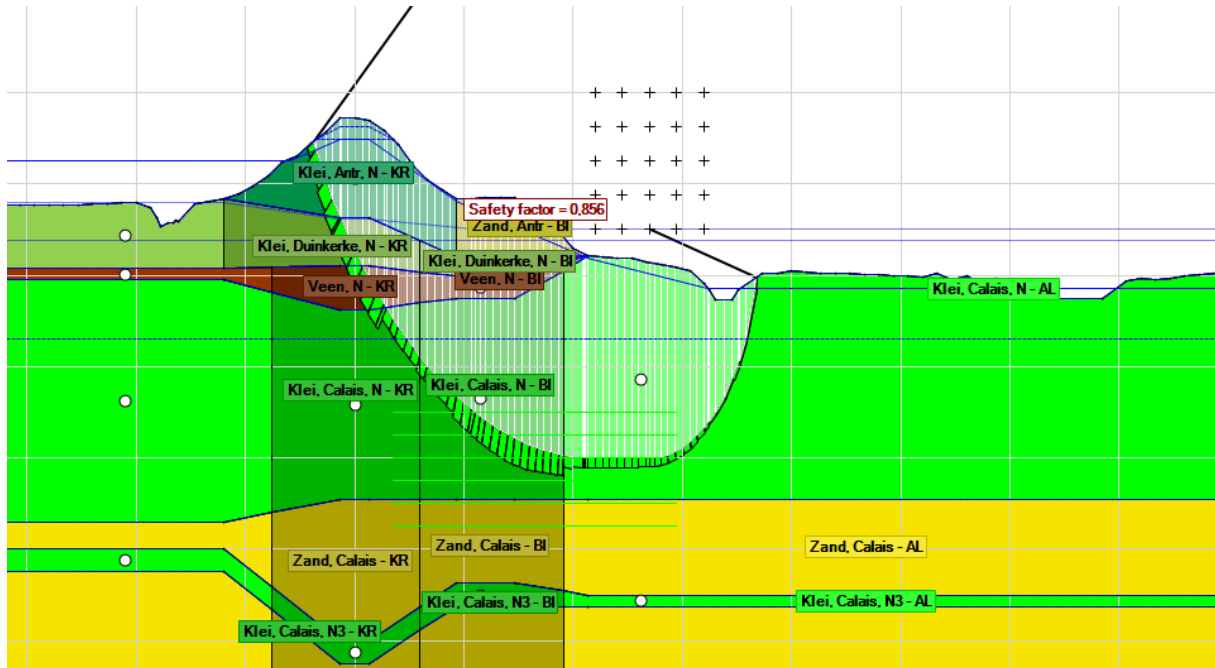 Klei, Antr, N - KR
Safety factor = 0,856
Zand, Antr - BI
Klei, Duinkerke, N - KR
Klei, Duinkerke, N - BI
Veen, N - BI
Veen, N - KR
Klei, Calais, N - AL
Klei, Calais, N - KR
Klei, Calais, N - BI
Zand, Calais - KR
Zand, Calais - BI
Zand, Calais - AL
Klei, Calais, N3 - BI
Klei, Calais, N3 - AL
Klei, Calais, N3 - KR